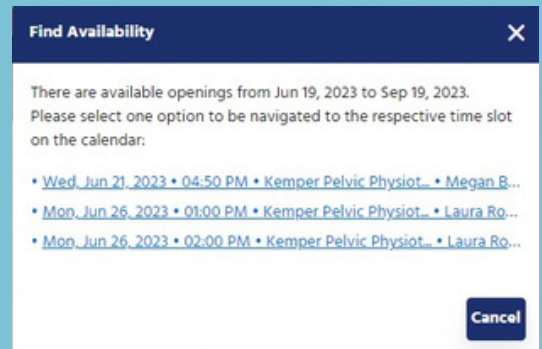 Find Availability
There are available openings from Jun 19, 2023 to Sep 19, 2023.
Please select one option to be navigated to the respective time slot
on the calendar:
• Wed, Jun 21, 2023 • 04:50 PM • Kemper Pelvic Physiot... • Megan B...
• Mon, Jun 26, 2023 • 01:00 PM • Kemper Pelvic Physiot... • Laura Ro...
• Mon, Jun 26, 2023 • 02:00 PM • Kemper Pelvic Physiot... • Laura Ro...
Cancel